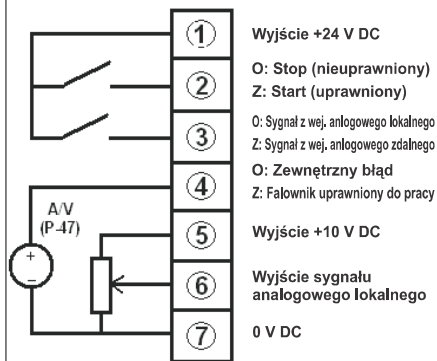 1 Wyjście +24 V DC
O: Stop (nieuprawniony)
2 Z: Start (uprawniony)
O: Sygnał z wej. anlogowego lokalnego
3 Z: Sygnał z wej. anlogowego zdalnego
O: Zewnętrzny błąd
4 Z: Falownik uprawniony do pracy
A/V
(P-47)
+
–
5 Wyjście +10 V DC
6 Wyjście sygnału
analogowego lokalnego
7 0 V DC